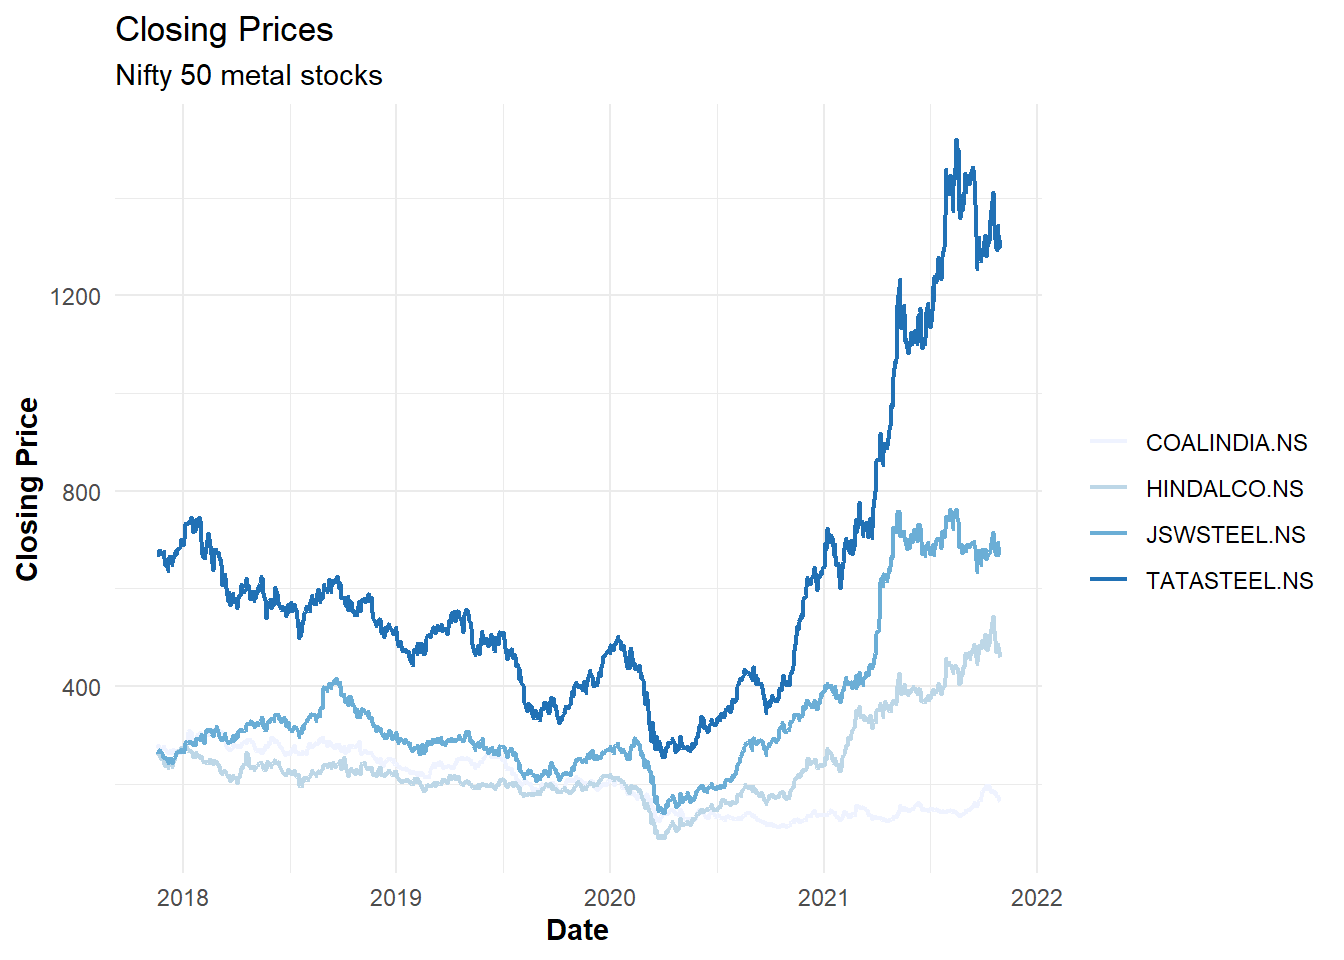 Closing Prices
Nifty 50 metal stocks
Closing Price
1200
800
400
2018 2019 2020 2021 2022
Date
COALINDIA.NS
HINDALCO.NS
JSWSTEEL.NS
TATASTEEL.NS